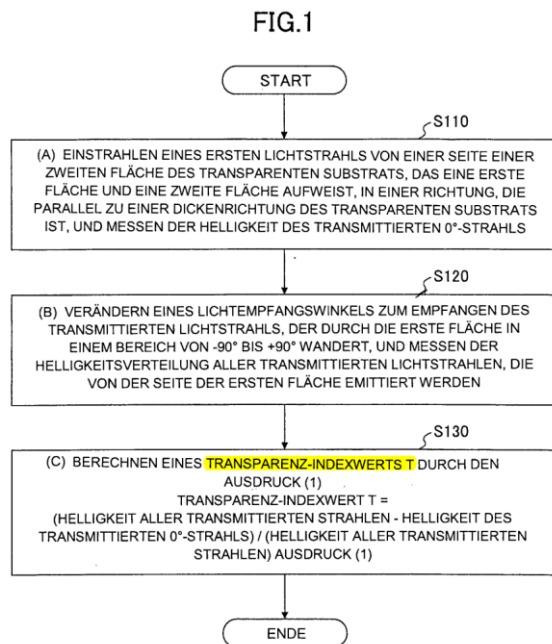 FIG.1
START
S110
(A) EINSTRAHLEN EINES ERSTEN LICHTSTRAHLS VON EINER SEITE EINER
ZWEITEN FLÄCHE DES TRANSPARENTEN SUBSTRATS, DAS EINE ERSTE
FLÄCHE UND EINE ZWEITE FLÄCHE AUFWEIST, IN EINER RICHTUNG, DIE
PARALLEL ZU EINER DICKENRICHTUNG DES TRANSPARENTEN SUBSTRATS
IST, UND MESSEN DER HELLIGKEIT DES TRANSMITTIERTEN 0°-STRAHLS
S120
(B) VERÄNDERN EINES LICHTEMPFANGSWINKELS ZUM EMPFANGEN DES
TRANSMITTIERTEN LICHTSTRAHLS, DER DURCH DIE ERSTE FLÄCHE IN
EINEM BEREICH VON -90° BIS +90° WANDERT, UND MESSEN DER
HELLIGKEITSVERTEILUNG ALLER TRANSMITTIERTEN LICHTSTRAHLEN, DIE
VON DER SEITE DER ERSTEN FLÄCHE EMITTIERT WERDEN
S130
(C) BERECHNEN EINES TRANSPARENZ-INDEXWERTS T DURCH DEN
AUSDRUCK (1)
TRANSPARENZ-INDEXWERT T =
(HELLIGKEIT ALLER TRANSMITTIERTEN STRAHLEN - HELLIGKEIT DES
TRANSMITTIERTEN 0°-STRAHLS) / (HELLIGKEIT ALLER TRANSMITTIERTEN
STRAHLEN) AUSDRUCK (1)
ENDE